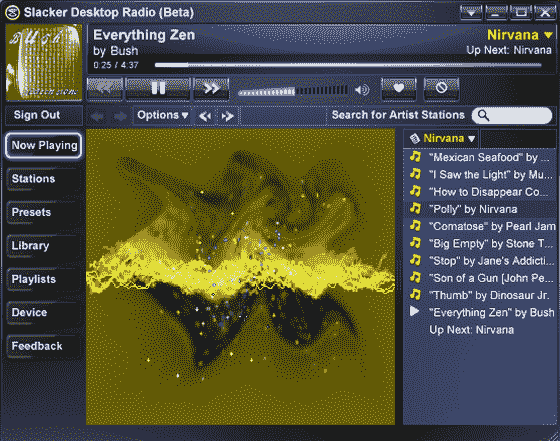 Slacker Desktop Radio (Beta)
Everything Zen
by Bush
0:25 / 4:37
Nirvana
Up Next: Nirvana
Sign Out
Options
Search for Artist Stations
Now Playing
Stations
Presets
Library
Playlists
Device
Feedback
Nirvana
"Mexican Seafood" by ...
"I Saw the Light" by Mu...
"How to Disappear Co...
"Polly" by Nirvana
"Comatose" by Pearl Jam
"Big Empty" by Stone T...
"Stop" by Jane's Addicti...
"Son of a Gun [John Pe...
"Thumb" by Dinosaur Jr.
"Everything Zen" by Bush
Up Next: Nirvana